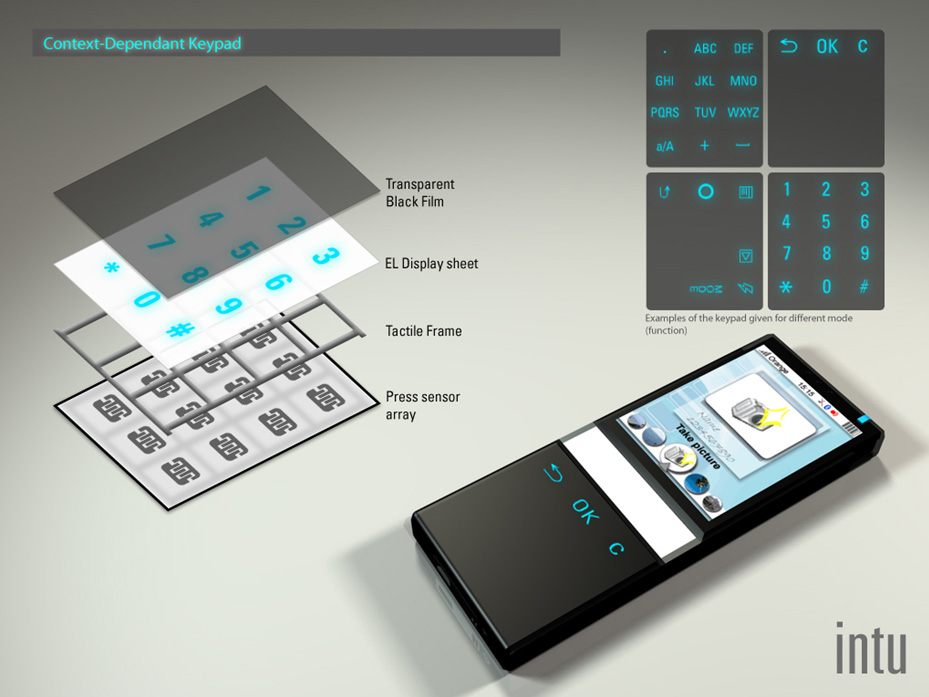 Context-Dependant Keypad
. ABC DEF
GHI JKL MNO
PQRS TUV WXYZ
a/A +
OK C
1 2 3
4 5 6
7 8 9
* 0 #
MODE
Examples of the keypad given for different mode
(function)
Transparent
Black Film
EL Display sheet
Tactile Frame
Press sensor
array
1 2 3
4 5 6
7 8 9
* 0 #
Orange 15:15
Name
Take picture
OK
C
intu